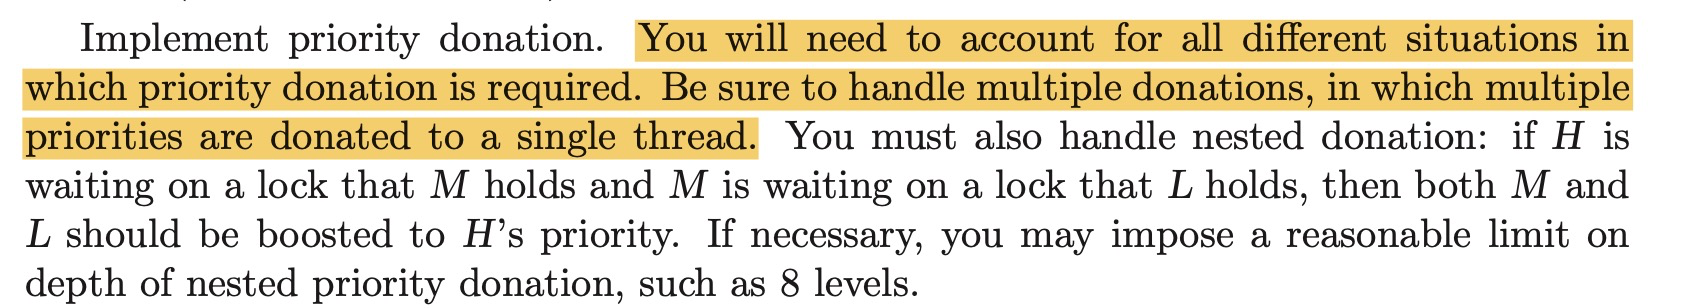 Implement priority donation. You will need to account for all different situations in
which priority donation is required. Be sure to handle multiple donations, in which multiple
priorities are donated to a single thread. You must also handle nested donation: if H is
waiting on a lock that M holds and M is waiting on a lock that L holds, then both M and
L should be boosted to H's priority. If necessary, you may impose a reasonable limit on
depth of nested priority donation, such as 8 levels.